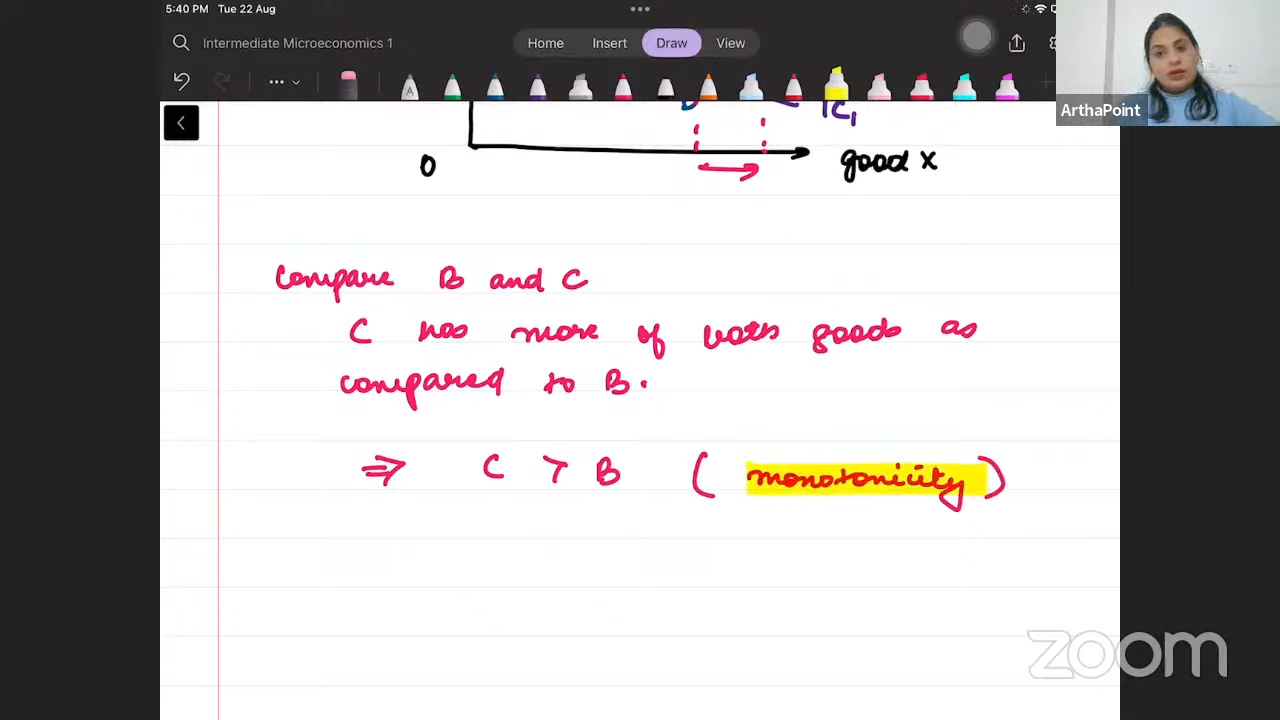 5:40 PM Tue 22 Aug
Intermediate Microeconomics 1
Home Insert Draw View
ArthaPoint
A
IC1
0
good x
Compare B and C
C has more of both goods as
compared to B.
⇒ C > B (monotonicity)
zoom